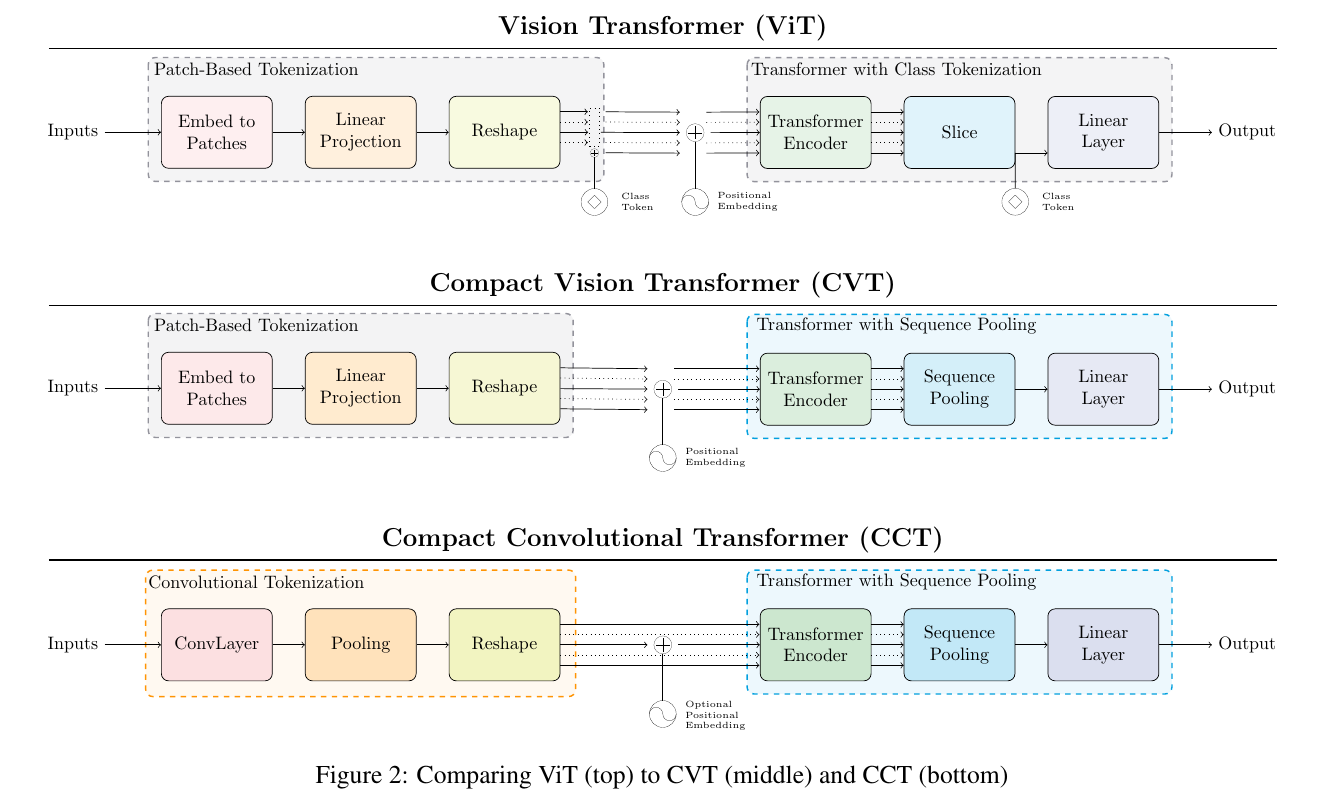 Vision Transformer (ViT)
Patch-Based Tokenization
Transformer with Class Tokenization
Inputs
Embed to
Patches
Linear
Projection
Reshape
Transformer
Encoder
Slice
Linear
Layer
Output
Class
Token
Positional
Embedding
Class
Token
Compact Vision Transformer (CVT)
Patch-Based Tokenization
Transformer with Sequence Pooling
Inputs
Embed to
Patches
Linear
Projection
Reshape
Transformer
Encoder
Sequence
Pooling
Linear
Layer
Output
Positional
Embedding
Compact Convolutional Transformer (CCT)
Convolutional Tokenization
Transformer with Sequence Pooling
Inputs
ConvLayer
Pooling
Reshape
Transformer
Encoder
Sequence
Pooling
Linear
Layer
Output
Optional
Positional
Embedding
Figure 2: Comparing ViT (top) to CVT (middle) and CCT (bottom)